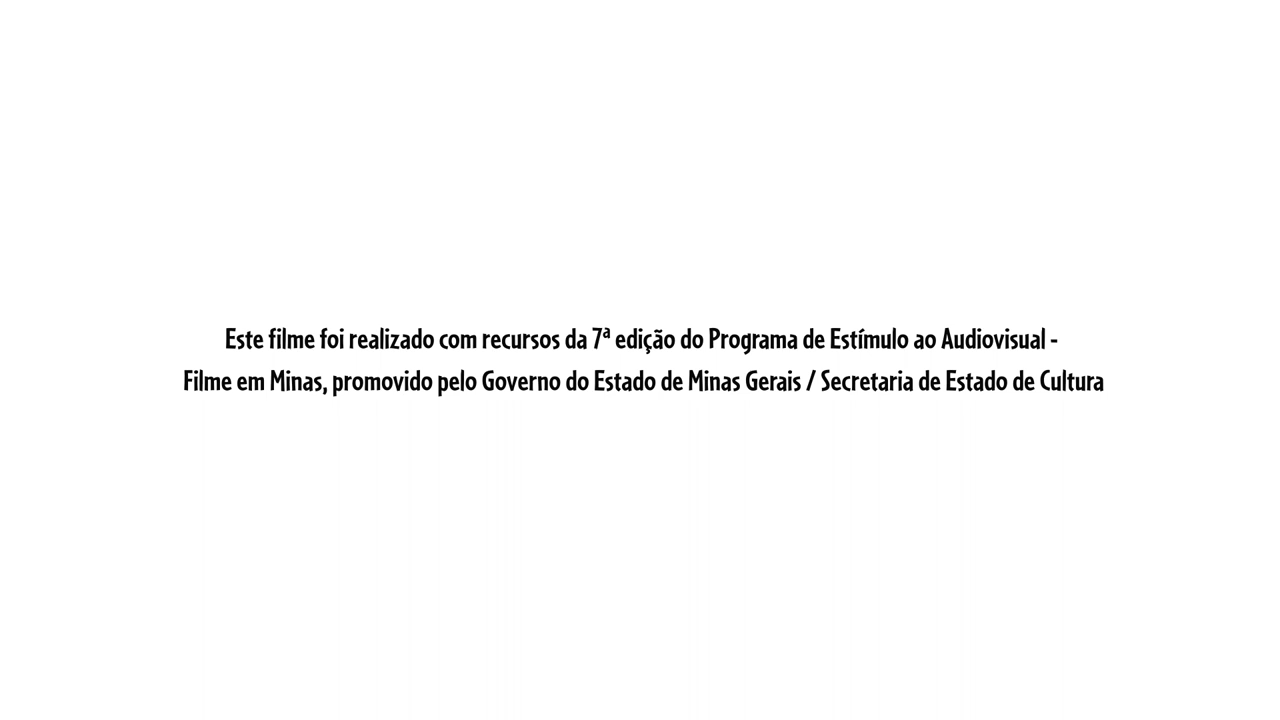 Este filme foi realizado com recursos da 7ª edição do Programa de Estímulo ao Audiovisual -
Filme em Minas, promovido pelo Governo do Estado de Minas Gerais / Secretaria de Estado de Cultura